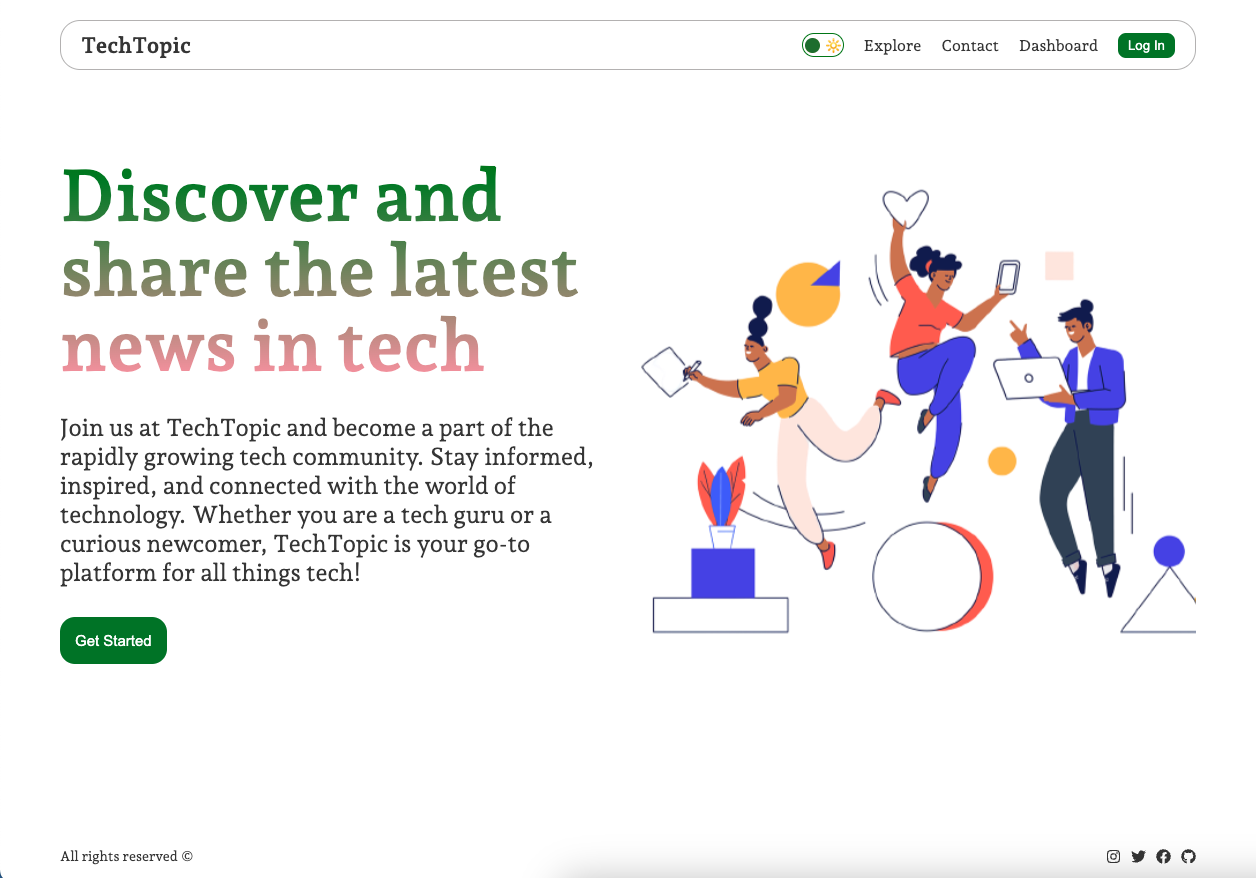 TechTopic
Explore Contact Dashboard Log In
Discover and
share the latest
news in tech
Join us at TechTopic and become a part of the
rapidly growing tech community. Stay informed,
inspired, and connected with the world of
technology. Whether you are a tech guru or a
curious newcomer, TechTopic is your go-to
platform for all things tech!
Get Started
All rights reserved ©